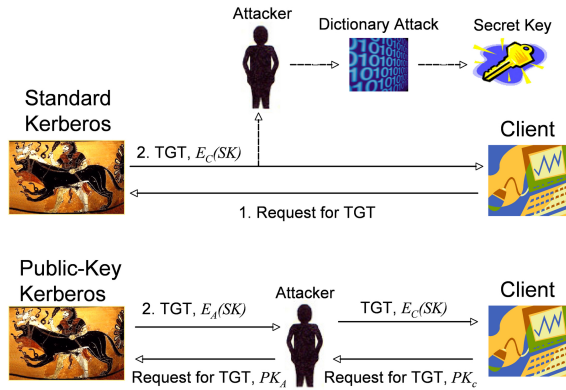 Attacker
Dictionary Attack
Secret Key
Standard
Kerberos
Client
2. TGT, E_C(SK)
1. Request for TGT
Public-Key
Kerberos
Attacker
Client
2. TGT, E_A(SK)
TGT, E_C(SK)
Request for TGT, PK_A
Request for TGT, PK_c